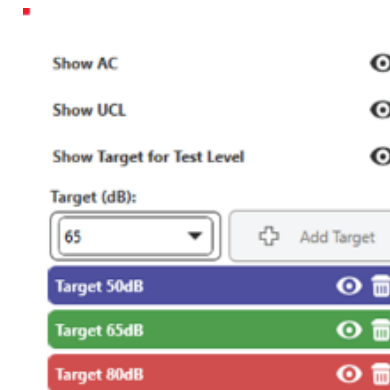 Show AC
Show UCL
Show Target for Test Level
Target (dB):
65 Add Target
Target 50dB
Target 65dB
Target 80dB